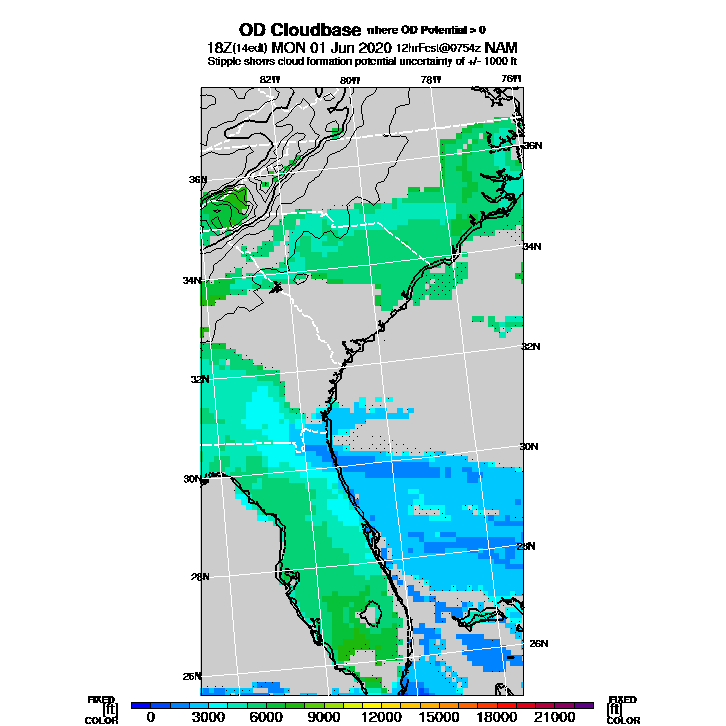 OD Cloudbase where OD Potential > 0
18Z(14edt) MON 01 Jun 2020 12hrFcst@0754z NAM
Stipple shows cloud formation potential uncertainty of +/- 1000 ft
82W 80W 78W 76W
36N
36N
34N
34N
32N
32N
30N
30N
28N
28N
26N
26N
FIXED [ft] COLOR
0 3000 6000 9000 12000 15000 18000 21000
FIXED [ft] COLOR